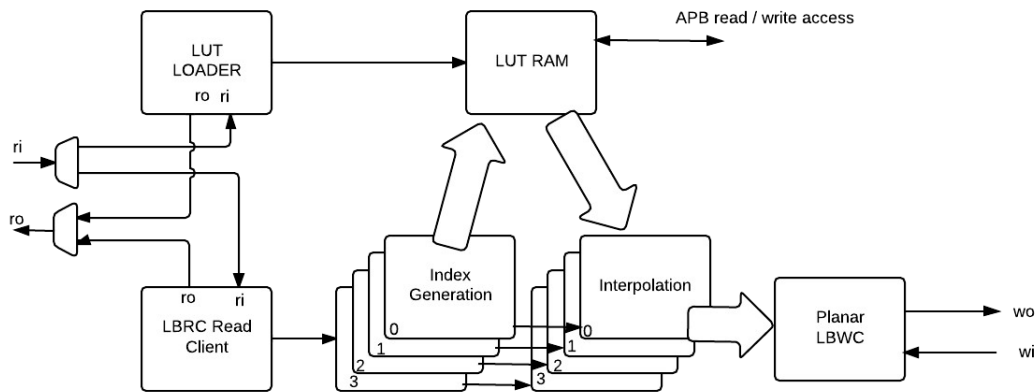 APB read / write access
LUT
LOADER
LUT RAM
ro ri
ri
ro
ro ri
LBRC Read
Client
Index
Generation
0
1
2
3
Interpolation
0
1
2
3
Planar
LBWC
wo
wi